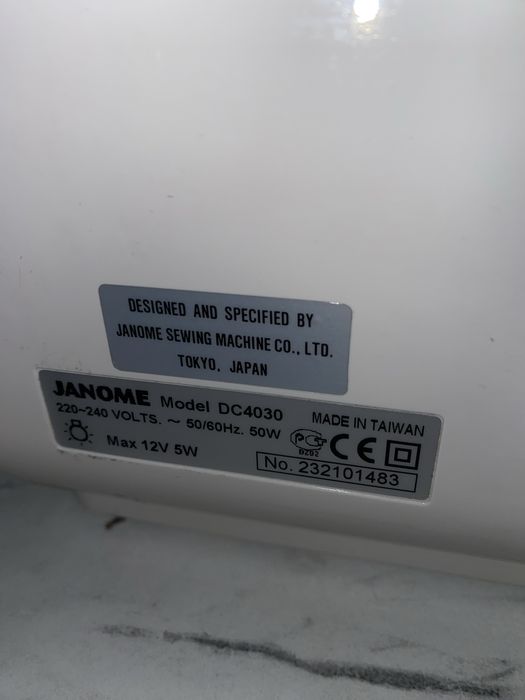 DESIGNED AND SPECIFIED BY
JANOME SEWING MACHINE CO., LTD.
TOKYO, JAPAN
JANOME Model DC4030 MADE IN TAIWAN
220~240 VOLTS. ~ 50/60Hz. 50W
Max 12V 5W
No. 232101483